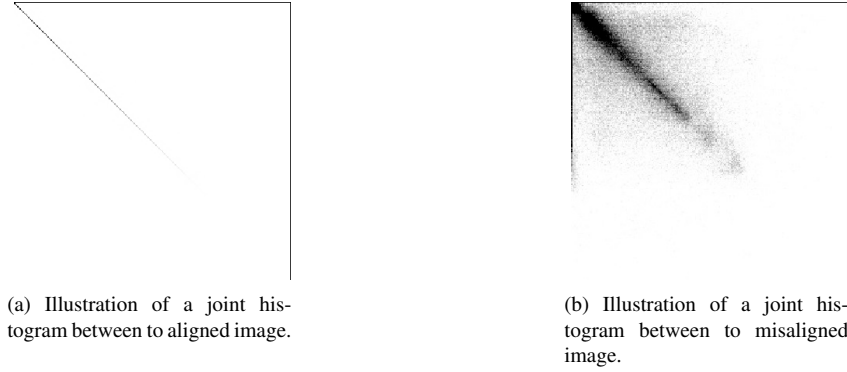 (a) Illustration of a joint his-
togram between to aligned image.
(b) Illustration of a joint his-
togram between to misaligned
image.